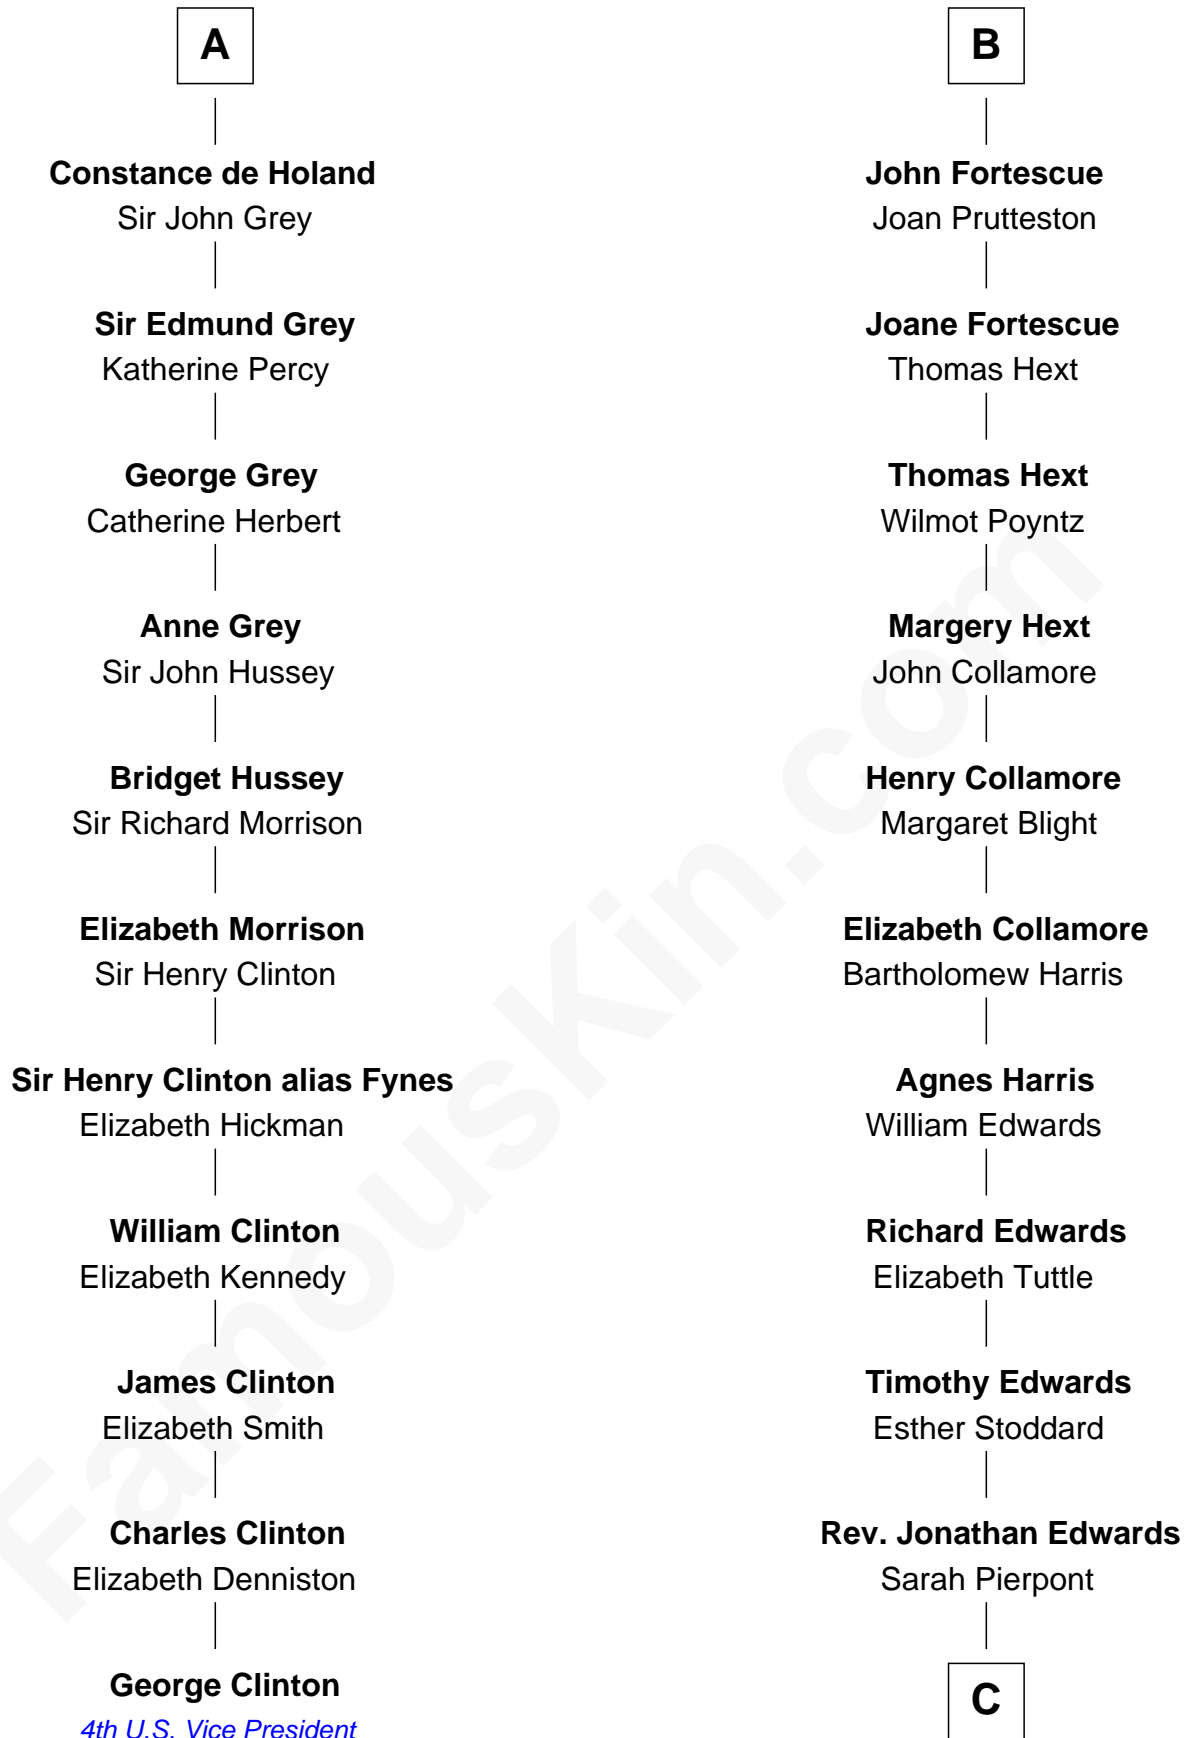 A
Constance de Holand
Sir John Grey
Sir Edmund Grey
Katherine Percy
George Grey
Catherine Herbert
Anne Grey
Sir John Hussey
Bridget Hussey
Sir Richard Morrison
Elizabeth Morrison
Sir Henry Clinton
Sir Henry Clinton alias Fynes
Elizabeth Hickman
William Clinton
Elizabeth Kennedy
James Clinton
Elizabeth Smith
Charles Clinton
Elizabeth Denniston
George Clinton
4th U.S. Vice President
B
John Fortescue
Joan Prutteston
Joane Fortescue
Thomas Hext
Thomas Hext
Wilmot Poyntz
Margery Hext
John Collamore
Henry Collamore
Margaret Blight
Elizabeth Collamore
Bartholomew Harris
Agnes Harris
William Edwards
Richard Edwards
Elizabeth Tuttle
Timothy Edwards
Esther Stoddard
Rev. Jonathan Edwards
Sarah Pierpont
C
FamousKin.com